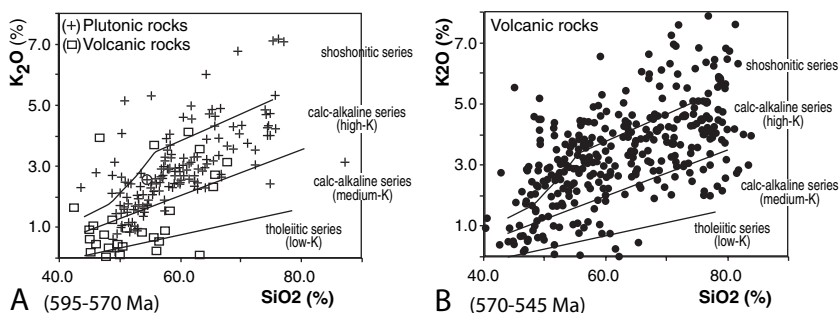 (+) Plutonic rocks
(□) Volcanic rocks
K2O (%)
7.0
5.0
3.0
1.0
shoshonitic series
calc-alkaline series
(high-K)
calc-alkaline series
(medium-K)
tholeiitic series
(low-K)
40.0 60.0 80.0
SiO2 (%)
A (595-570 Ma)
Volcanic rocks
K2O (%)
7.0
5.0
3.0
1.0
shoshonitic series
calc-alkaline series
(high-K)
calc-alkaline series
(medium-K)
tholeiitic series
(low-K)
40 60.0 80.0
SiO2 (%)
B (570-545 Ma)